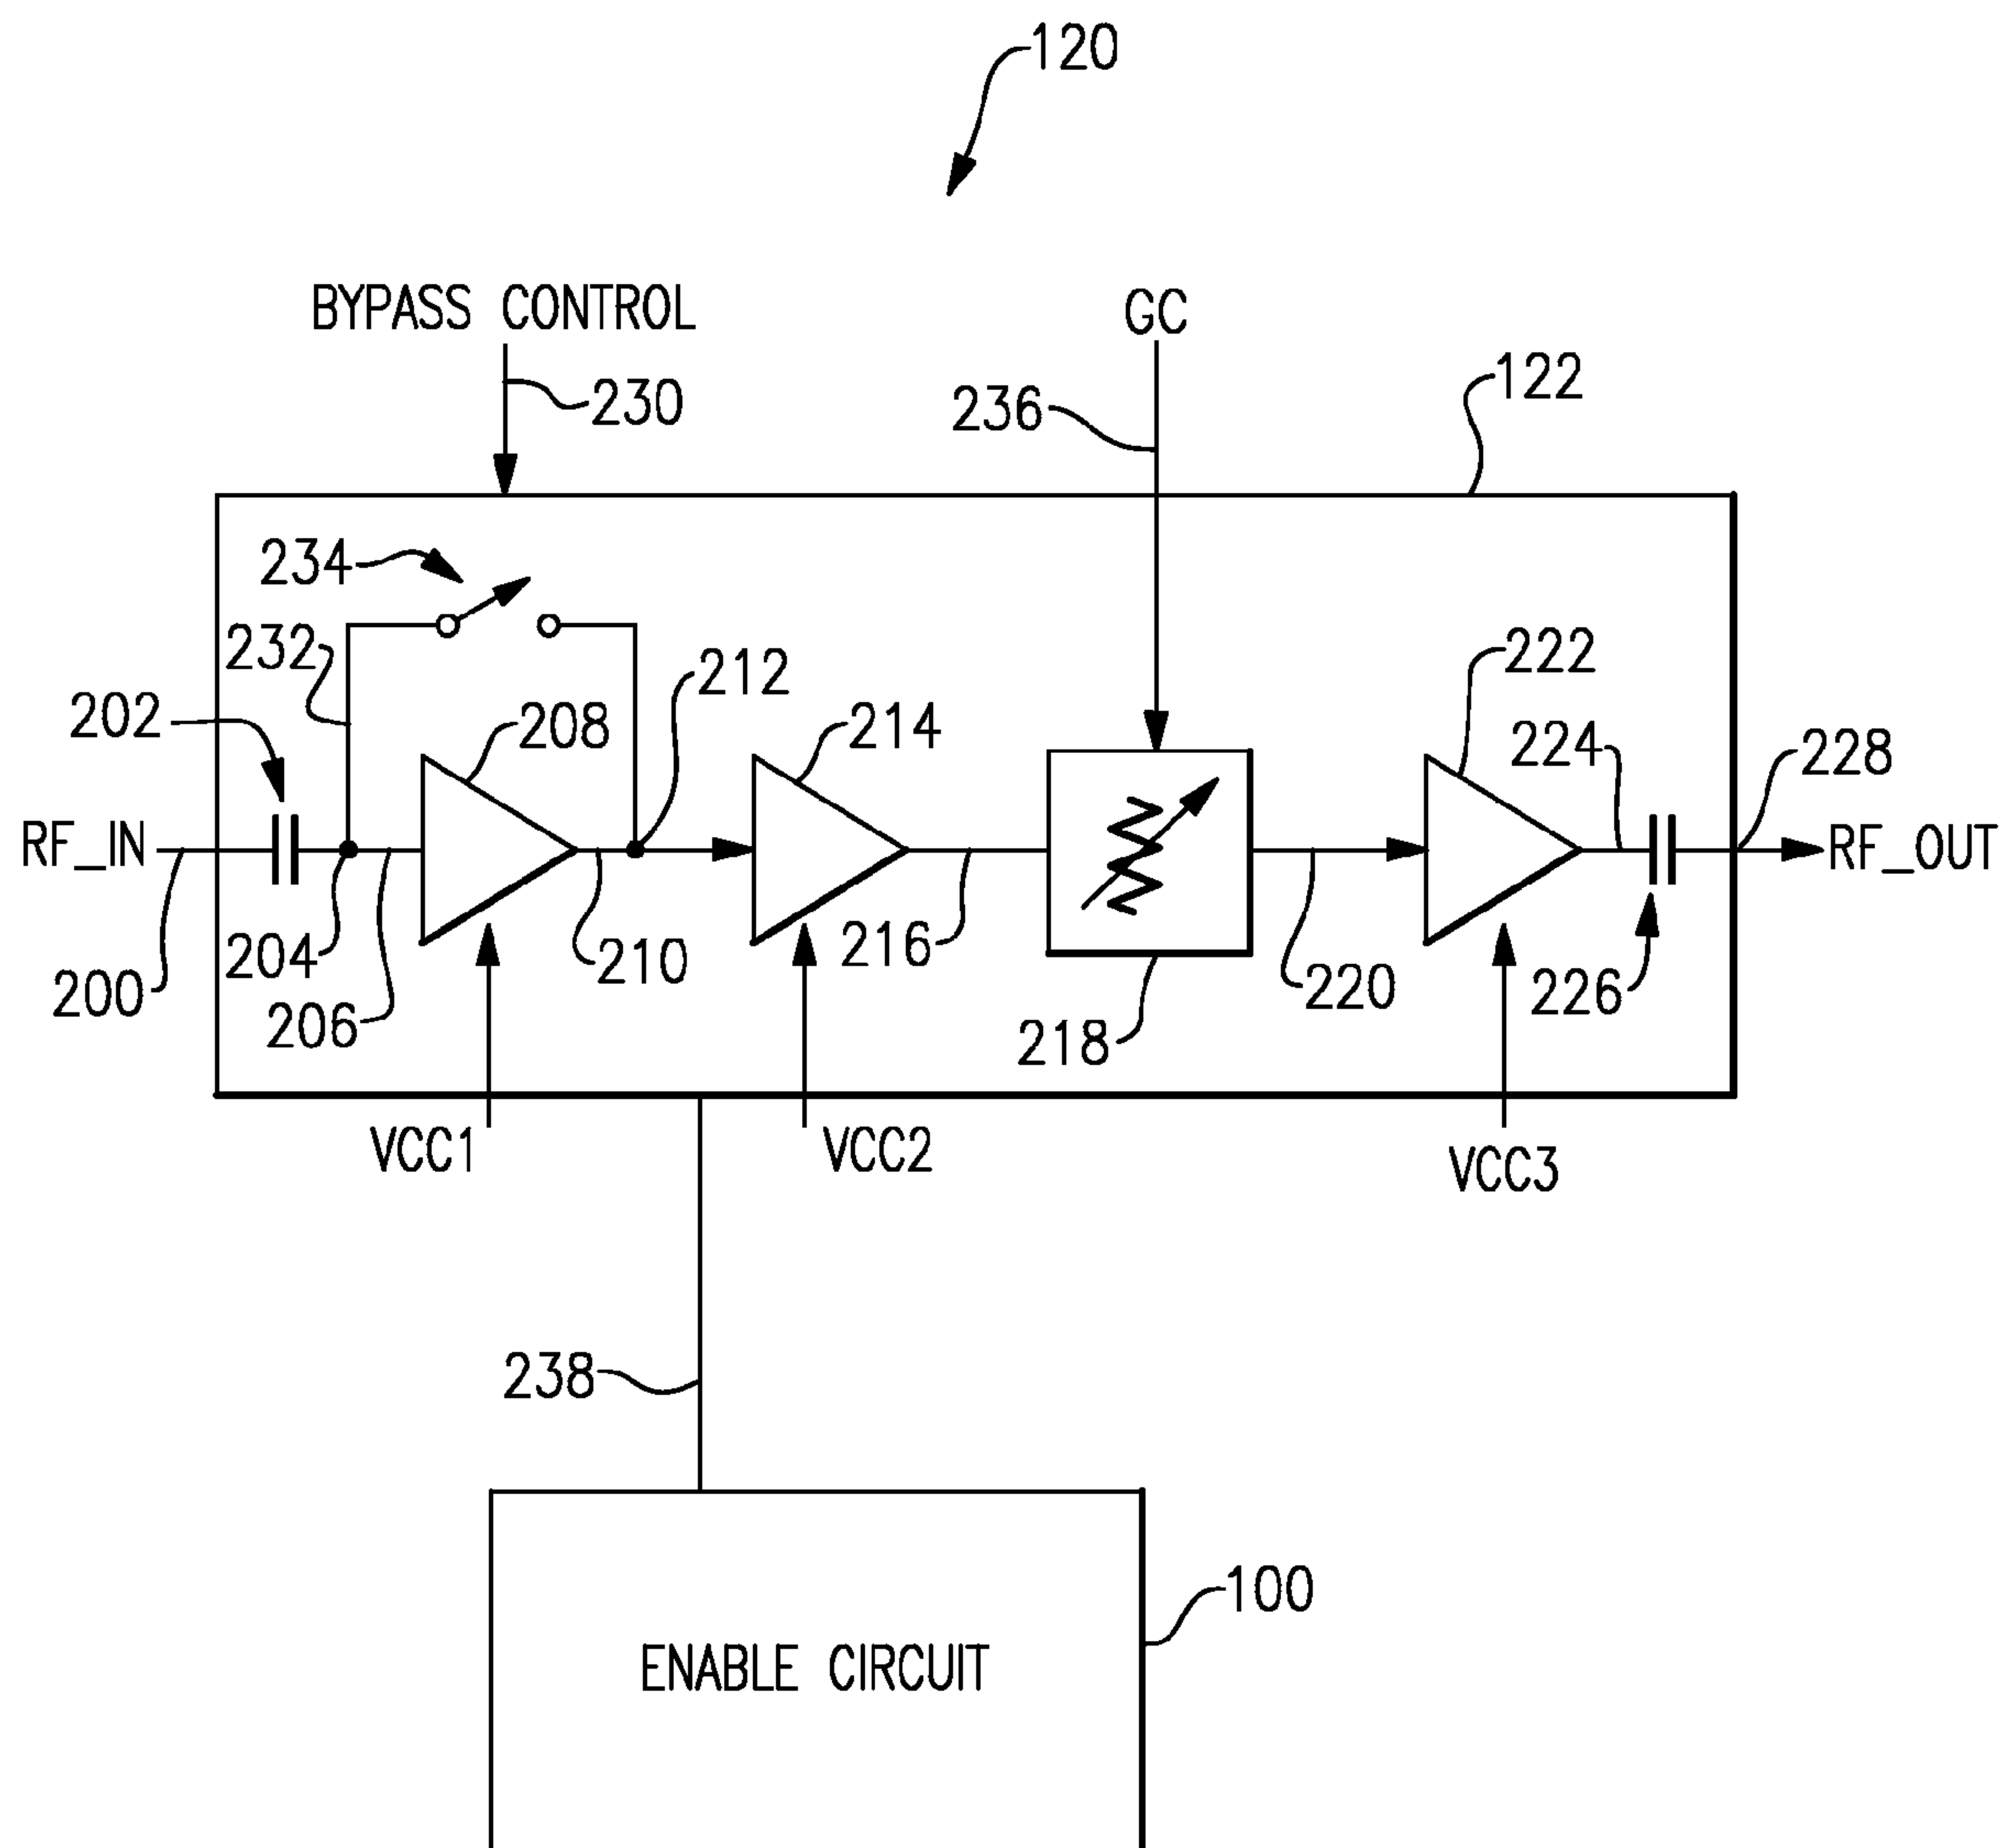 120
BYPASS CONTROL
GC
230
236
122
234
232
212
222
202
208
214
224
228
RF_IN
RF_OUT
204
210
216
200
206
220
226
218
VCC1
VCC2
VCC3
238
100
ENABLE CIRCUIT